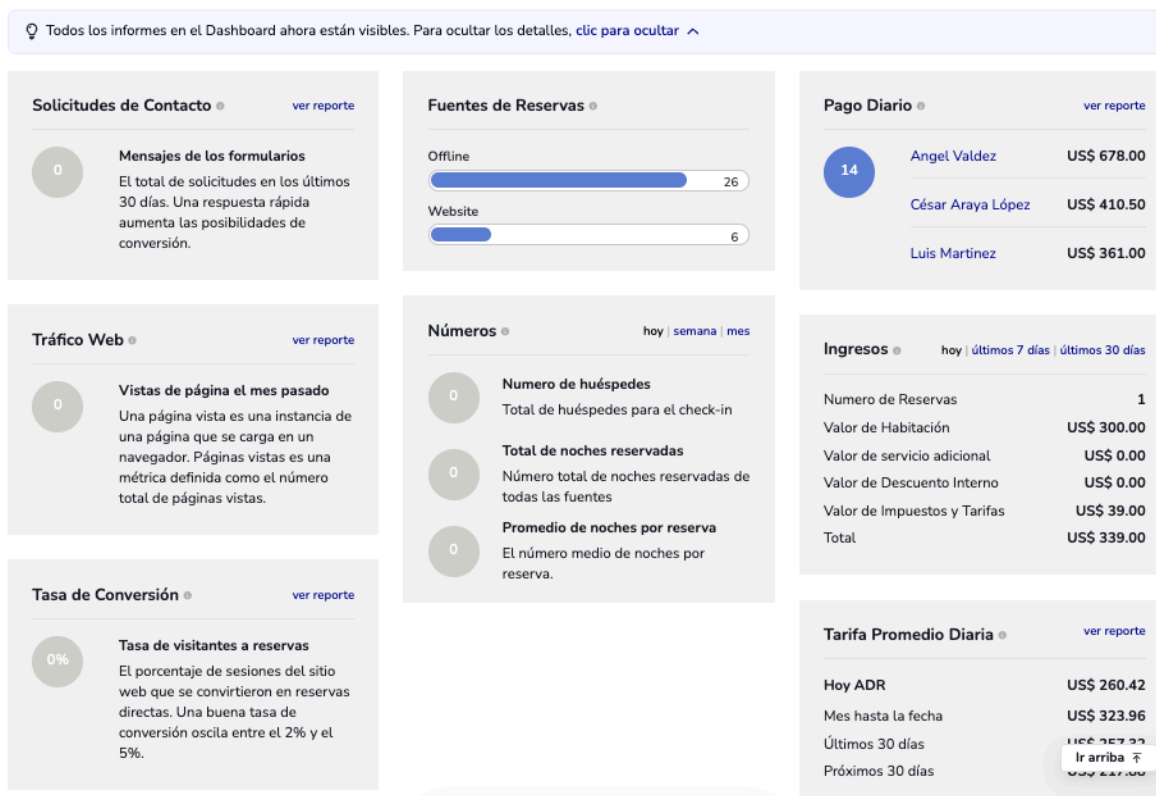 Todos los informes en el Dashboard ahora están visibles. Para ocultar los detalles, clic para ocultar
Solicitudes de Contacto
ver reporte
0
Mensajes de los formularios
El total de solicitudes en los últimos
30 días. Una respuesta rápida
aumenta las posibilidades de
conversión.
Tráfico Web
ver reporte
0
Vistas de página el mes pasado
Una página vista es una instancia de
una página que se carga en un
navegador. Páginas vistas es una
métrica definida como el número
total de páginas vistas.
Tasa de Conversión
ver reporte
0%
Tasa de visitantes a reservas
El porcentaje de sesiones del sitio
web que se convirtieron en reservas
directas. Una buena tasa de
conversión oscila entre el 2% y el
5%.
Fuentes de Reservas
Offline
26
Website
6
Números
hoy | semana | mes
0
Numero de huéspedes
Total de huéspedes para el check-in
0
Total de noches reservadas
Número total de noches reservadas de
todas las fuentes
0
Promedio de noches por reserva
El número medio de noches por
reserva.
Pago Diario
ver reporte
14
Angel Valdez US$ 678.00
César Araya López US$ 410.50
Luis Martinez US$ 361.00
Ingresos
hoy | últimos 7 días | últimos 30 días
Numero de Reservas 1
Valor de Habitación US$ 300.00
Valor de servicio adicional US$ 0.00
Valor de Descuento Interno US$ 0.00
Valor de Impuestos y Tarifas US$ 39.00
Total US$ 339.00
Tarifa Promedio Diaria
ver reporte
Hoy ADR US$ 260.42
Mes hasta la fecha US$ 323.96
Últimos 30 días
Próximos 30 días
Ir arriba